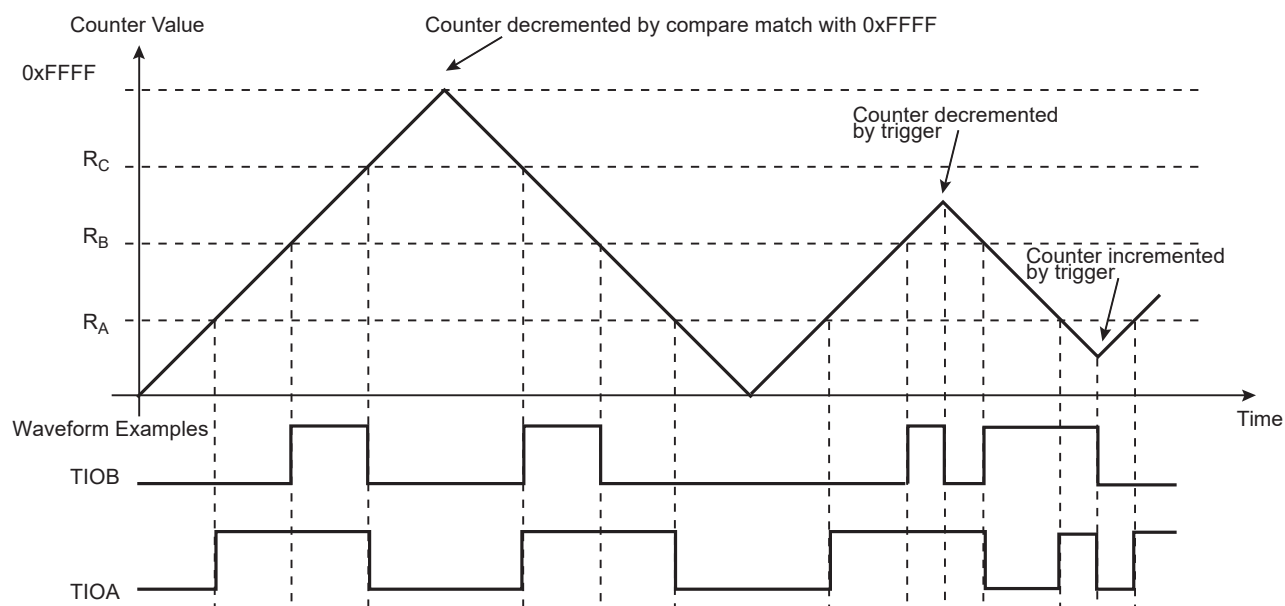 Counter Value
Counter decremented by compare match with 0xFFFF
0xFFFF
Counter decremented
by trigger
RC
RB
Counter incremented
by trigger
RA
Time
Waveform Examples
TIOB
TIOA